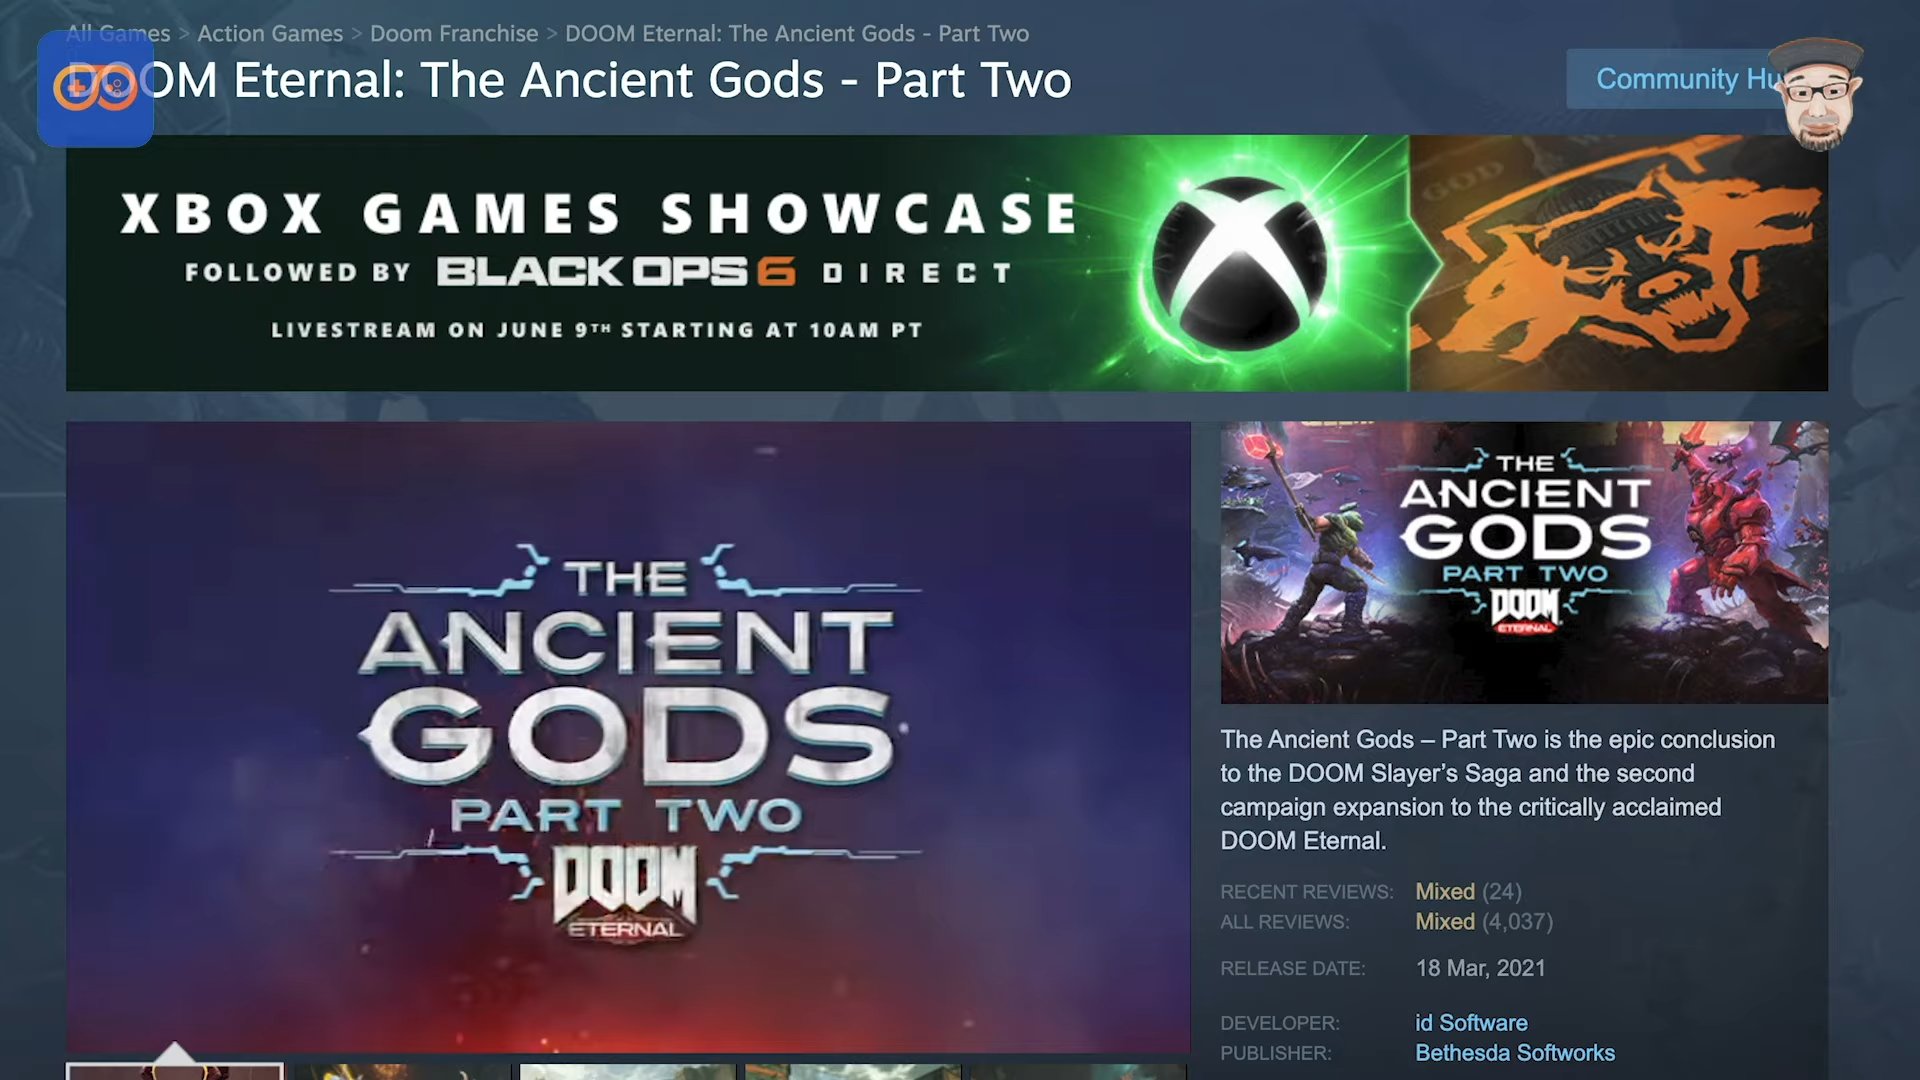 All Games > Action Games > Doom Franchise > DOOM Eternal: The Ancient Gods - Part Two
DOOM Eternal: The Ancient Gods - Part Two
Community Hu
XBOX GAMES SHOWCASE
FOLLOWED BY BLACK OPS 6 DIRECT
LIVESTREAM ON JUNE 9TH STARTING AT 10AM PT
GOD
THE
ANCIENT
GODS
PART TWO
DOOM
ETERNAL
THE
ANCIENT
GODS
PART TWO
DOOM
ETERNAL
The Ancient Gods – Part Two is the epic conclusion
to the DOOM Slayer’s Saga and the second
campaign expansion to the critically acclaimed
DOOM Eternal.
RECENT REVIEWS: Mixed (24)
ALL REVIEWS: Mixed (4,037)
RELEASE DATE: 18 Mar, 2021
DEVELOPER: id Software
PUBLISHER: Bethesda Softworks